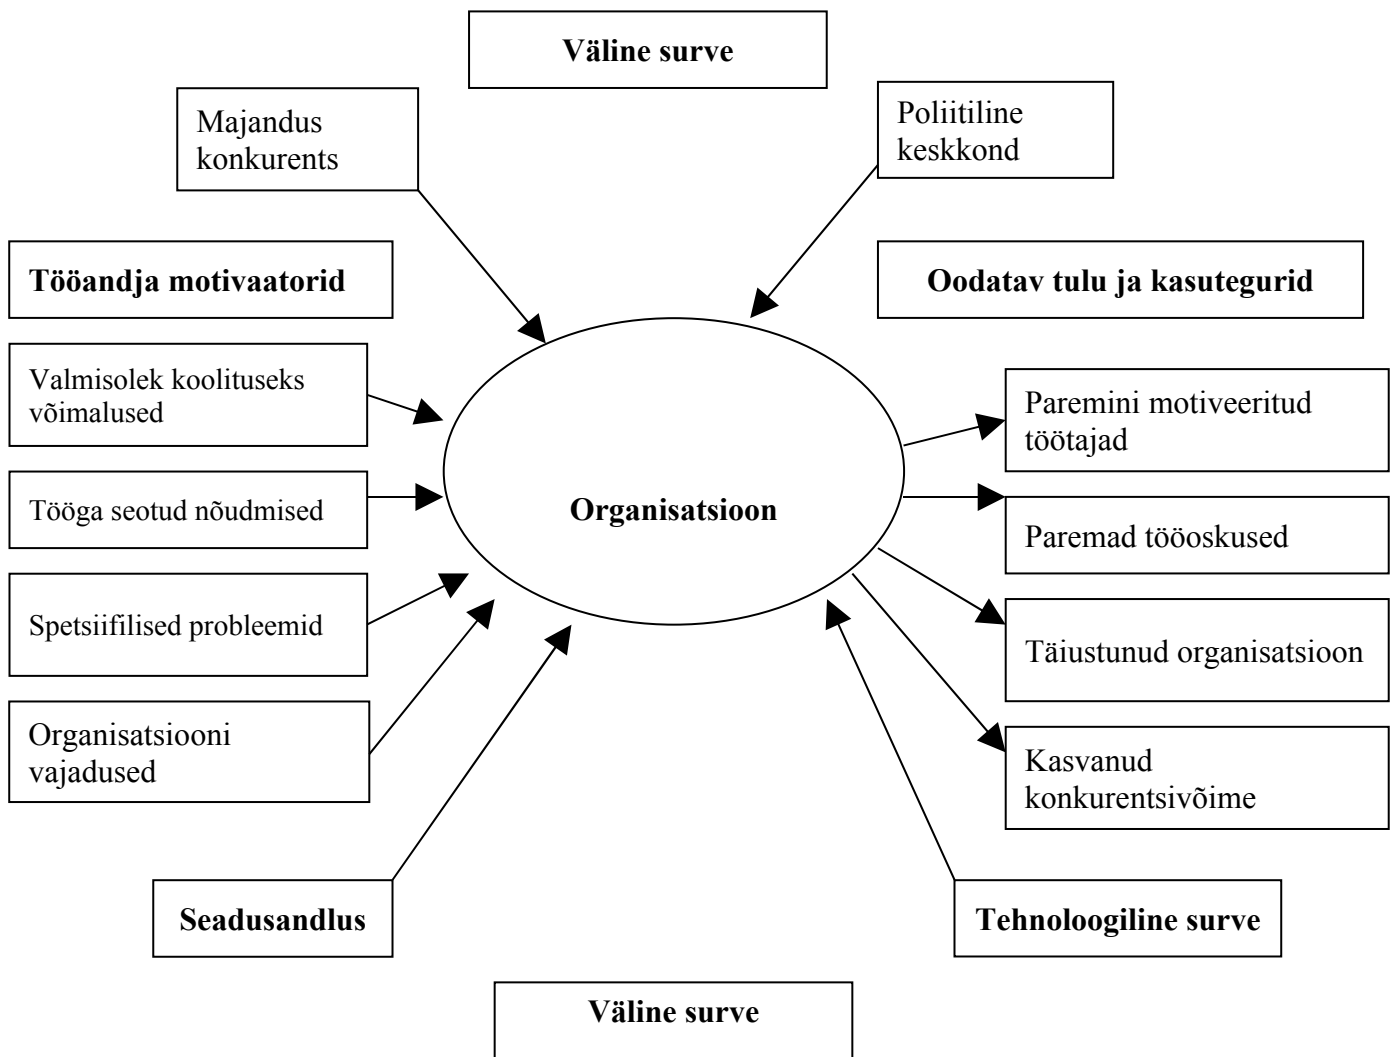 Väline surve
Majandus
konkurents
Poliitiline
keskkond
Tööandja motivaatorid
Oodatav tulu ja kasutegurid
Valmisolek koolituseks
võimalused
Paremini motiveeritud
töötajad
Tööga seotud nõudmised
Organisatsioon
Paremad tööoskused
Spetsiifilised probleemid
Täiustunud organisatsioon
Organisatsiooni
vajadused
Kasvanud
konkurentsivõime
Seadusandlus
Tehnoloogiline surve
Väline surve